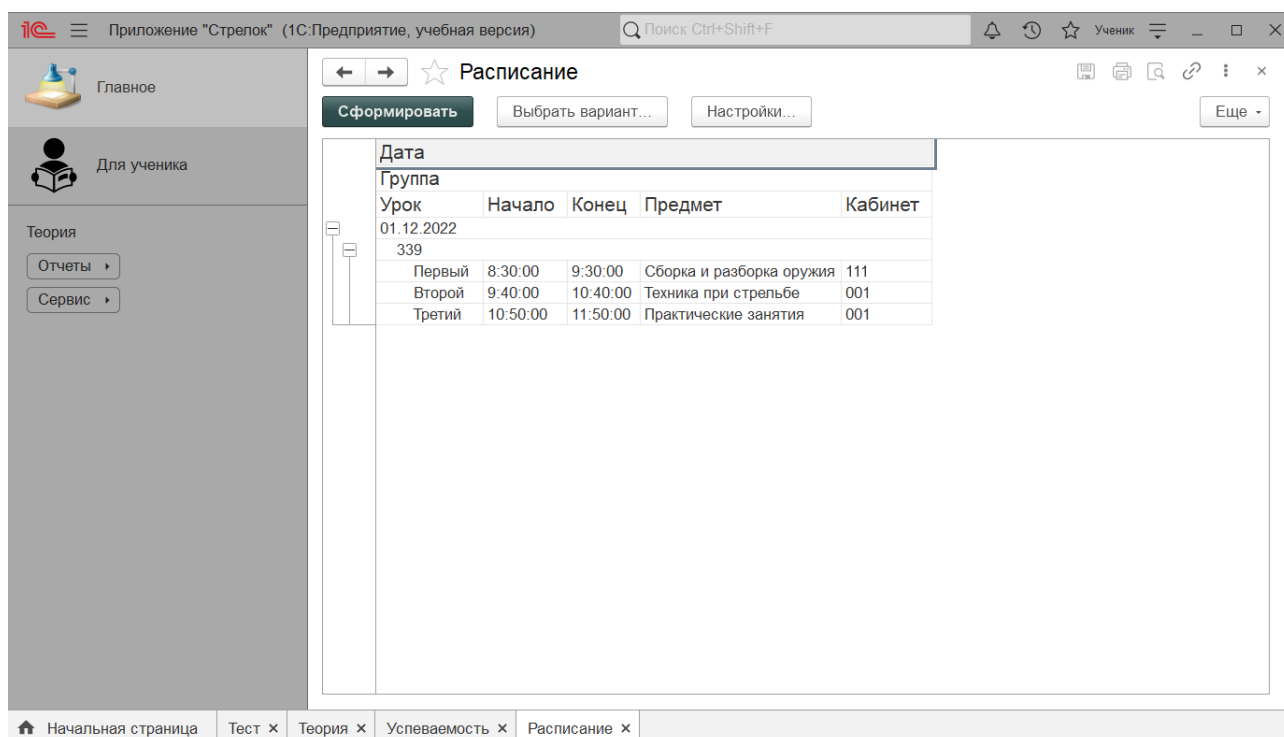 1С Приложение "Стрелок" (1С:Предприятие, учебная версия) Поиск Ctrl+Shift+F Ученик
Главное
Для ученика
Теория
Отчеты
Сервис
Расписание
Сформировать Выбрать вариант... Настройки... Еще
Дата
Группа
Урок Начало Конец Предмет Кабинет
01.12.2022
339
Первый 8:30:00 9:30:00 Сборка и разборка оружия 111
Второй 9:40:00 10:40:00 Техника при стрельбе 001
Третий 10:50:00 11:50:00 Практические занятия 001
Начальная страница Тест Теория Успеваемость Расписание